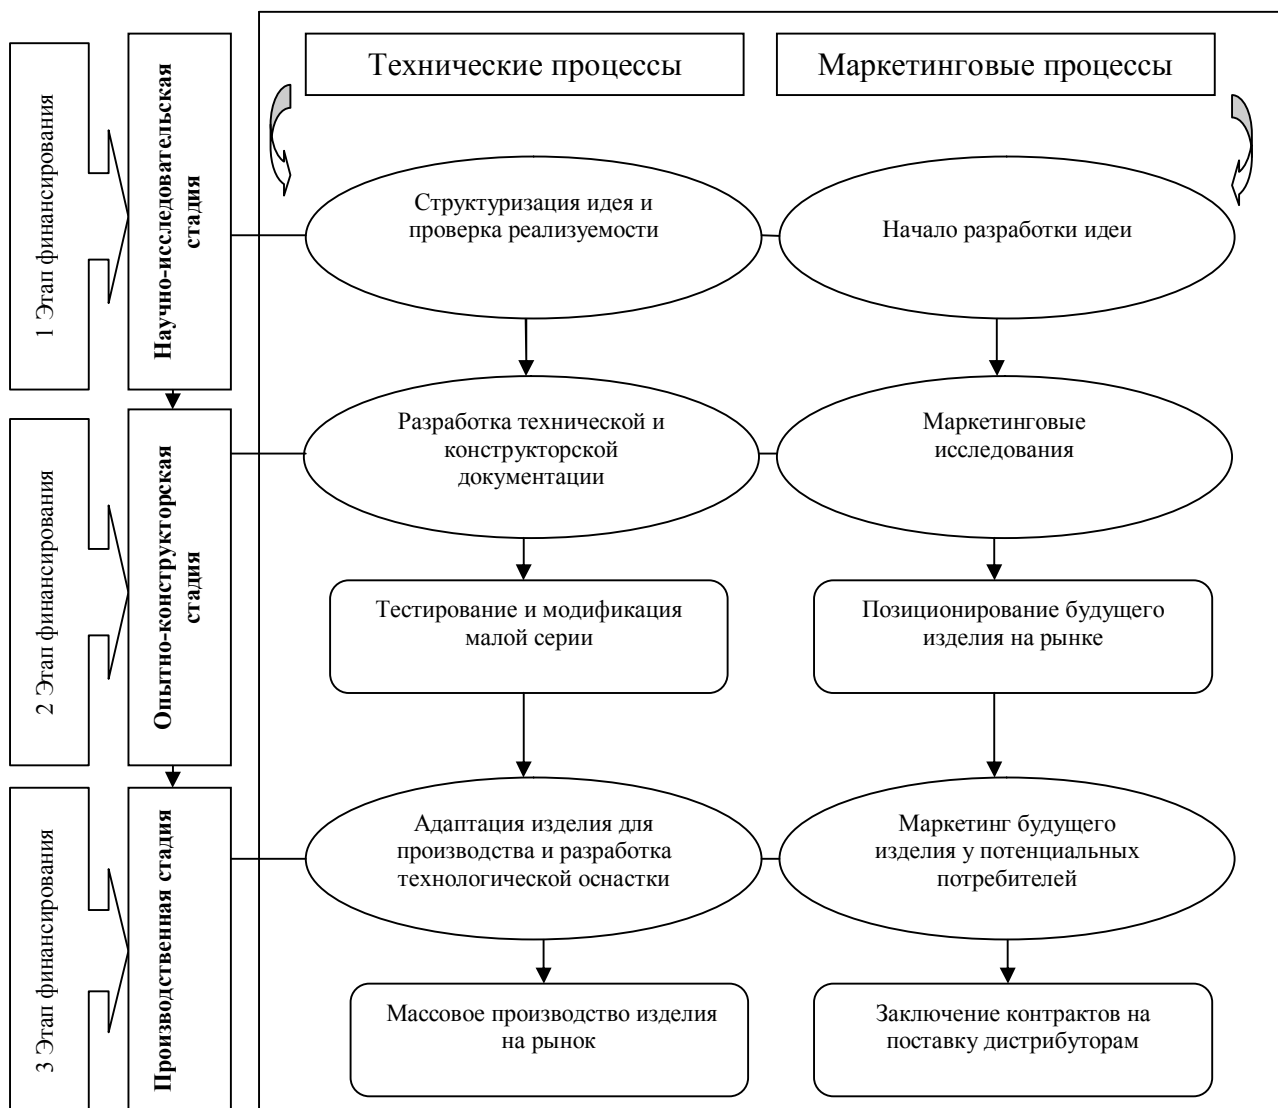 Технические процессы
Маркетинговые процессы
1 Этап финансирования
Научно-исследовательская
стадия
Структуризация идея и
проверка реализуемости
Начало разработки идеи
2 Этап финансирования
Опытно-конструкторская
стадия
Разработка технической и
конструкторской
документации
Маркетинговые
исследования
Тестирование и модификация
малой серии
Позиционирование будущего
изделия на рынке
3 Этап финансирования
Производственная стадия
Адаптация изделия для
производства и разработка
технологической оснастки
Маркетинг будущего
изделия у потенциальных
потребителей
Массовое производство изделия
на рынок
Заключение контрактов на
поставку дистрибуторам